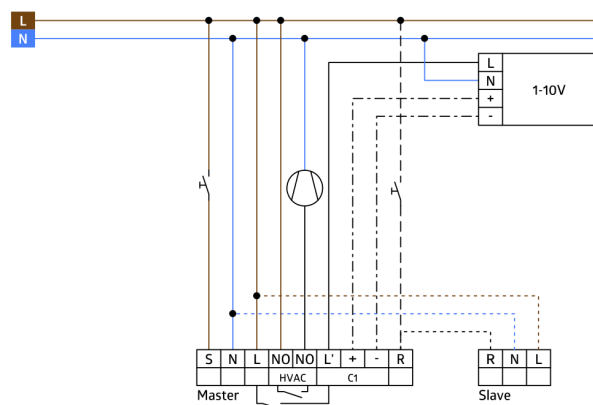 L
N
L
N
+
-
1-10V
S N L NO NO L' + - R
HVAC C1
Master
R N L
Slave